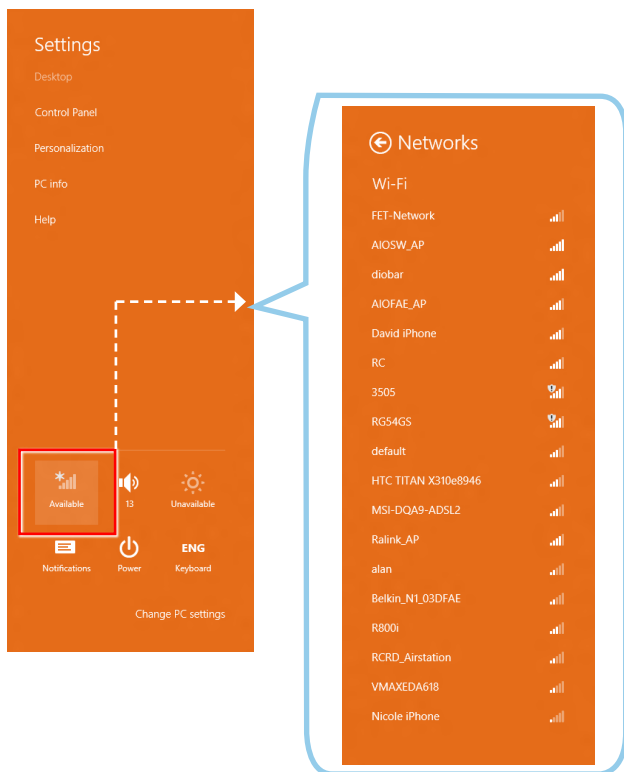 Settings
Desktop
Control Panel
Personalization
PC info
Help
Available
13
Unavailable
Notifications
Power
ENG
Keyboard
Change PC settings
Networks
Wi-Fi
FET-Network
AIOSW_AP
diobar
AIOFAE_AP
David iPhone
RC
3505
RG54GS
default
HTC TITAN X310e8946
MSI-DQA9-ADSL2
Ralink_AP
alan
Belkin_N1_03DFAE
R800i
RCRD_Airstation
VMAXEDA618
Nicole iPhone